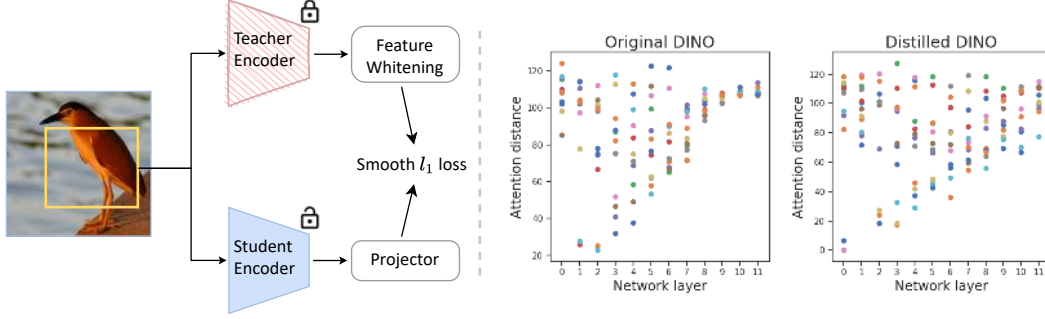 Teacher
Encoder
Feature
Whitening
Smooth l₁ loss
Student
Encoder
Projector
Original DINO
Attention distance
120
100
80
60
40
20
0 1 2 3 4 5 6 7 8 9 10 11
Network layer
Distilled DINO
Attention distance
120
100
80
60
40
20
0
0 1 2 3 4 5 6 7 8 9 10 11
Network layer